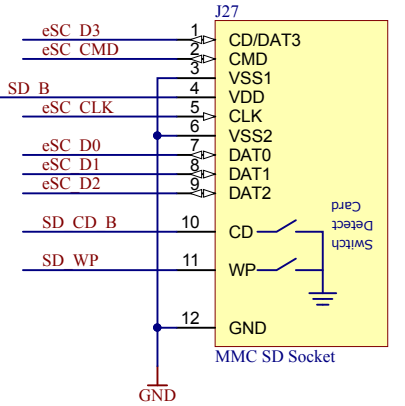 J27
eSC_D3 1 CD/DAT3
eSC_CMD 2 CMD
3 VSS1
SD_B 4 VDD
eSC_CLK 5 CLK
6 VSS2
eSC_D0 7 DAT0
eSC_D1 8 DAT1
eSC_D2 9 DAT2
Card
Detect
Switch
SD_CD_B 10 CD
SD_WP 11 WP
12 GND
MMC SD Socket
GND